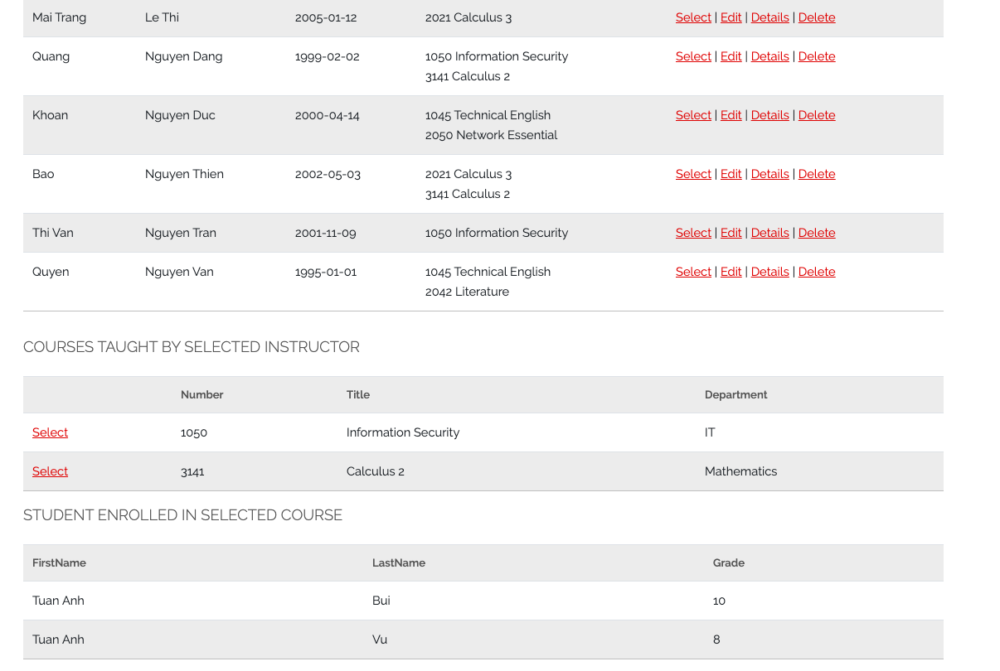 Mai Trang Le Thi 2005-01-12 2021 Calculus 3 Select | Edit | Details | Delete
Quang Nguyen Dang 1999-02-02 1050 Information Security Select | Edit | Details | Delete
3141 Calculus 2
Khoan Nguyen Duc 2000-04-14 1045 Technical English Select | Edit | Details | Delete
2050 Network Essential
Bao Nguyen Thien 2002-05-03 2021 Calculus 3 Select | Edit | Details | Delete
3141 Calculus 2
Thi Van Nguyen Tran 2001-11-09 1050 Information Security Select | Edit | Details | Delete
Quyen Nguyen Van 1995-01-01 1045 Technical English Select | Edit | Details | Delete
2042 Literature
COURSES TAUGHT BY SELECTED INSTRUCTOR
Number Title Department
Select 1050 Information Security IT
Select 3141 Calculus 2 Mathematics
STUDENT ENROLLED IN SELECTED COURSE
FirstName LastName Grade
Tuan Anh Bui 10
Tuan Anh Vu 8